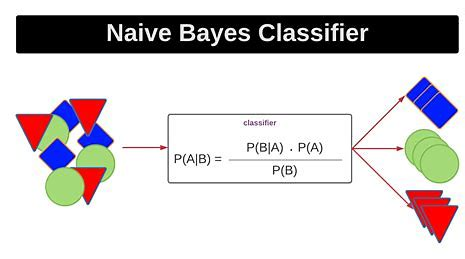 Naive Bayes Classifier
classifier
P(A|B) = P(B|A) . P(A)
P(B)